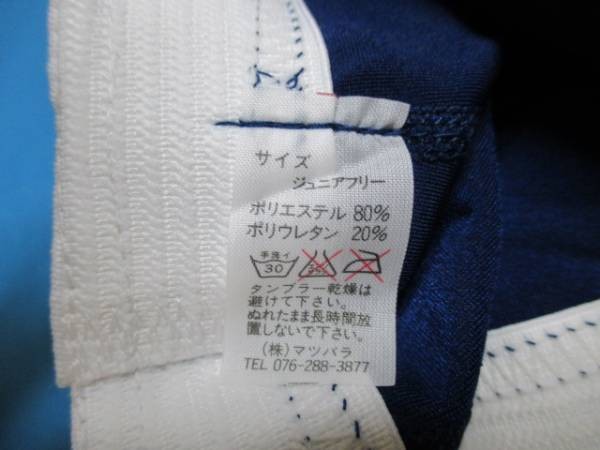 サイズ
ジュニアフリー
ポリエステル 80%
ポリウレタン 20%
手洗イ
30
タンブラー乾燥は
避けて下さい。
ぬれたまま長時間放
置しないで下さい。
(株)マツバラ
TEL 076-288-3877